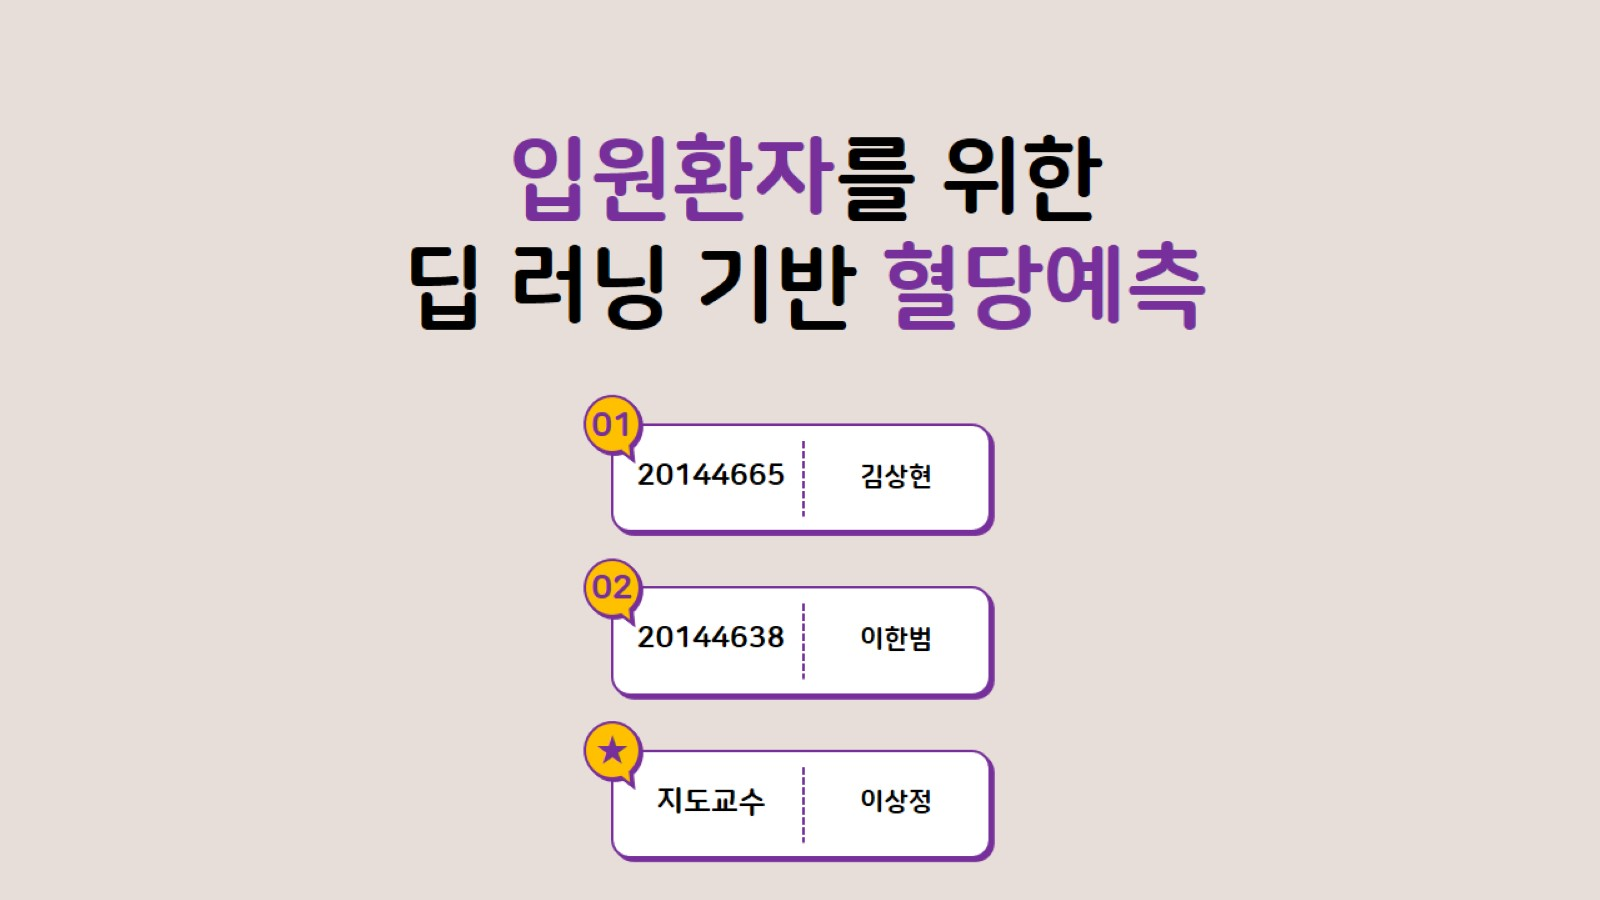 입원환자를 위한
딥 러닝 기반 혈당예측
01
20144665 김상현
02
20144638 이한범
★
지도교수 이상정